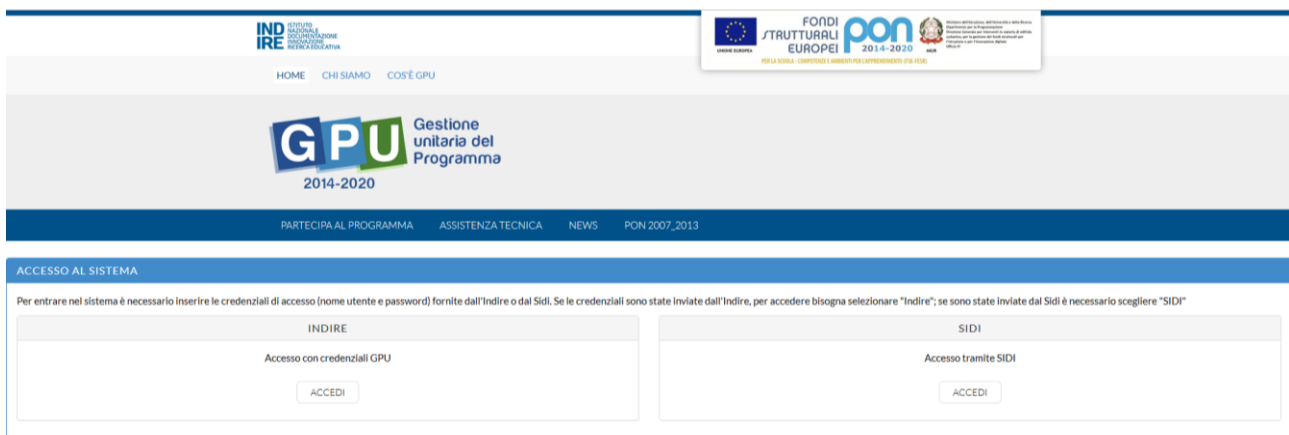 INDIRE
ISTITUTO
NAZIONALE
DOCUMENTAZIONE
INNOVAZIONE
RICERCA EDUCATIVA
UNIONE EUROPEA
FONDI
STRUTTURALI
EUROPEI
pon
2014-2020
MIUR
PER LA SCUOLA - COMPETENZE E AMBIENTI PER L'APPRENDIMENTO (FSE-FESR)
HOME CHI SIAMO COS'È GPU
GPU
Gestione
unitaria del
Programma
2014-2020
PARTECIPA AL PROGRAMMA ASSISTENZA TECNICA NEWS PON 2007_2013
ACCESSO AL SISTEMA
Per entrare nel sistema è necessario inserire le credenziali di accesso (nome utente e password) fornite dall'Indire o dal Sidi. Se le credenziali sono state inviate dall'Indire, per accedere bisogna selezionare "Indire"; se sono state inviate dal Sidi è necessario scegliere "SIDI"
INDIRE SIDI
Accesso con credenziali GPU Accesso tramite SIDI
ACCEDI ACCEDI